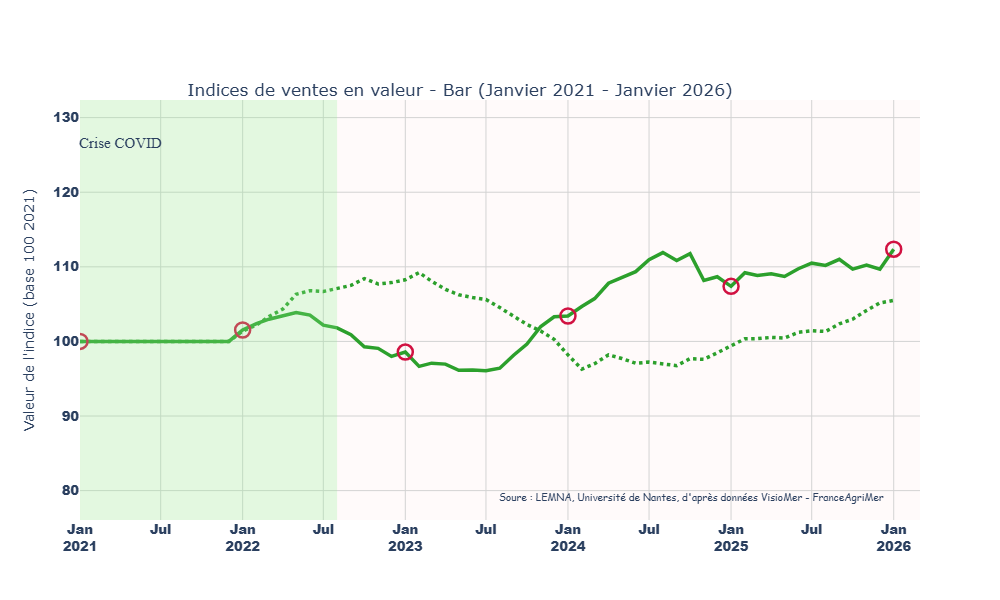 Indices de ventes en valeur - Bar (Janvier 2021 - Janvier 2026)
130
Crise COVID
120
110
100
90
80
Valeur de l'indice (base 100 2021)
Soure : LEMNA, Université de Nantes, d'après données VisioMer - FranceAgriMer
Jan Jul Jan Jul Jan Jul Jan Jul Jan Jul Jan
2021 2022 2023 2024 2025 2026